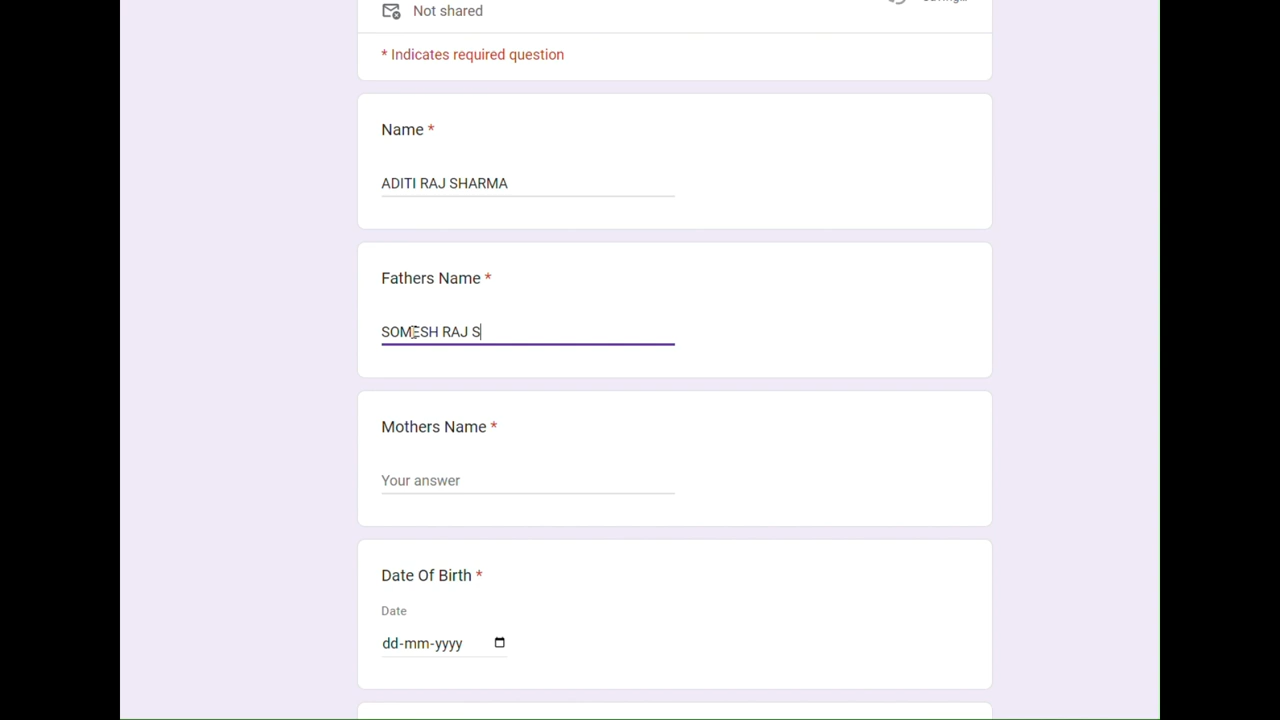 Not shared
* Indicates required question
Name *
ADITI RAJ SHARMA
Fathers Name *
SOMESH RAJ S
Mothers Name *
Your answer
Date Of Birth *
Date
dd-mm-yyyy